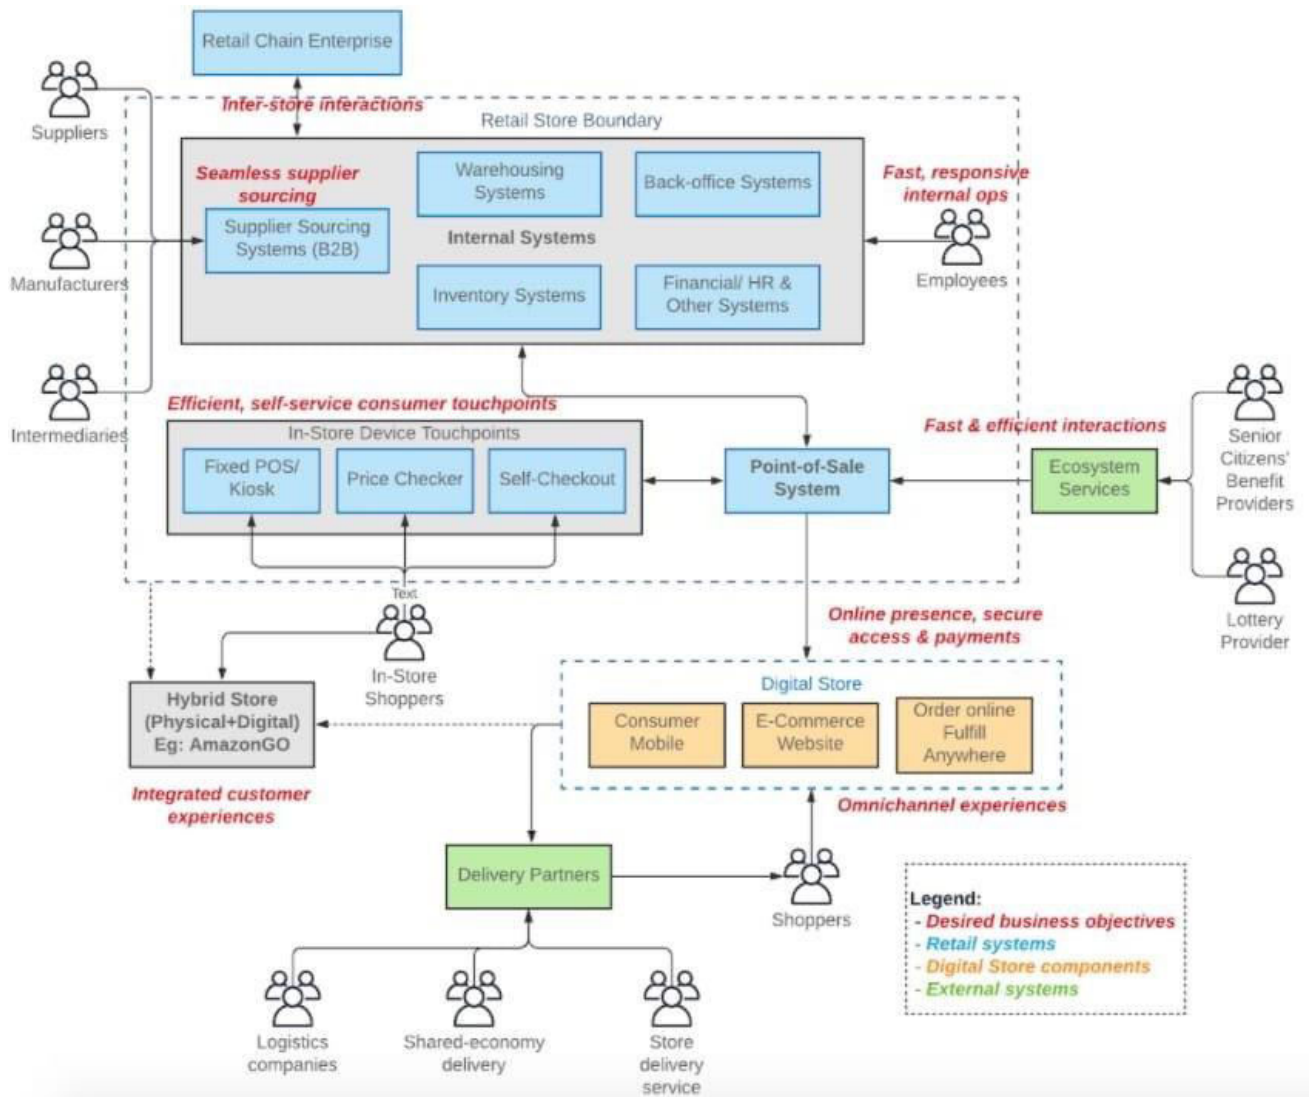 Retail Chain Enterprise
Inter-store interactions
Suppliers
Retail Store Boundary
Seamless supplier
sourcing
Warehousing
Systems
Back-office Systems
Fast, responsive
internal ops
Supplier Sourcing
Systems (B2B)
Internal Systems
Manufacturers
Employees
Inventory Systems
Financial/ HR &
Other Systems
Intermediaries
Efficient, self-service consumer touchpoints
In-Store Device Touchpoints
Fixed POS/
Kiosk
Price Checker
Self-Checkout
Point-of-Sale
System
Fast & efficient interactions
Ecosystem
Services
Senior
Citizens'
Benefit
Providers
Lottery
Provider
Text
In-Store
Shoppers
Online presence, secure
access & payments
Hybrid Store
(Physical+Digital)
Eg: AmazonGO
Integrated customer
experiences
Digital Store
Consumer
Mobile
E-Commerce
Website
Order online
Fulfill
Anywhere
Omnichannel experiences
Delivery Partners
Shoppers
Logistics
companies
Shared-economy
delivery
Store
delivery
service
Legend:
- Desired business objectives
- Retail systems
- Digital Store components
- External systems